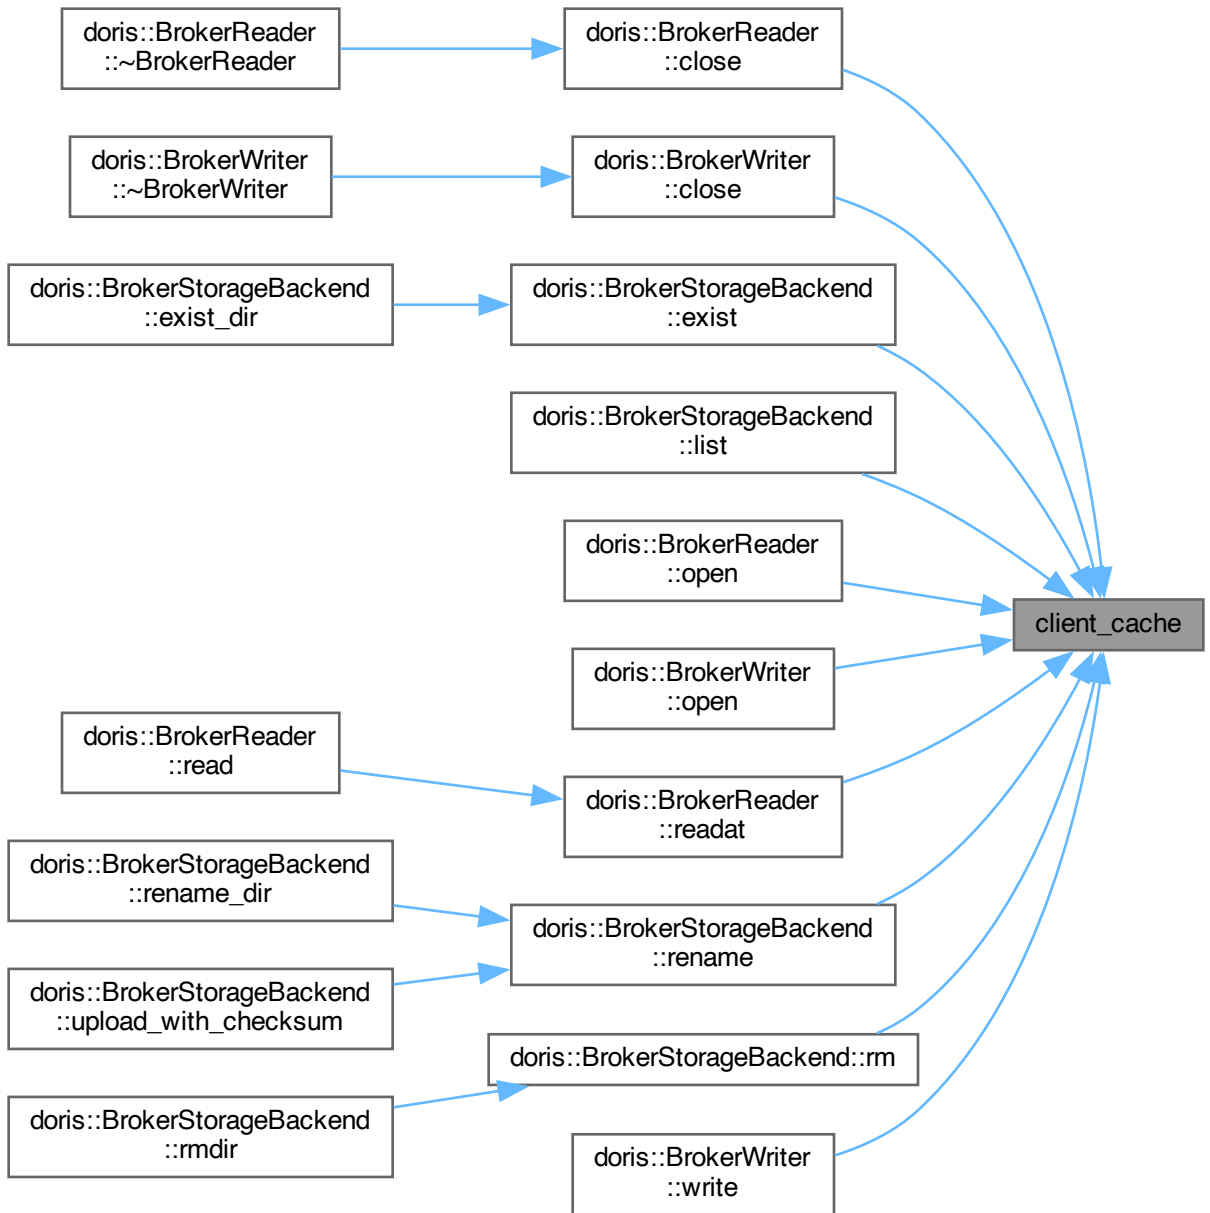 doris::BrokerReader
::~BrokerReader
doris::BrokerReader
::close
doris::BrokerWriter
::~BrokerWriter
doris::BrokerWriter
::close
doris::BrokerStorageBackend
::exist_dir
doris::BrokerStorageBackend
::exist
doris::BrokerStorageBackend
::list
doris::BrokerReader
::open
client_cache
doris::BrokerWriter
::open
doris::BrokerReader
::read
doris::BrokerReader
::readat
doris::BrokerStorageBackend
::rename_dir
doris::BrokerStorageBackend
::rename
doris::BrokerStorageBackend
::upload_with_checksum
doris::BrokerStorageBackend::rm
doris::BrokerStorageBackend
::rmdir
doris::BrokerWriter
::write